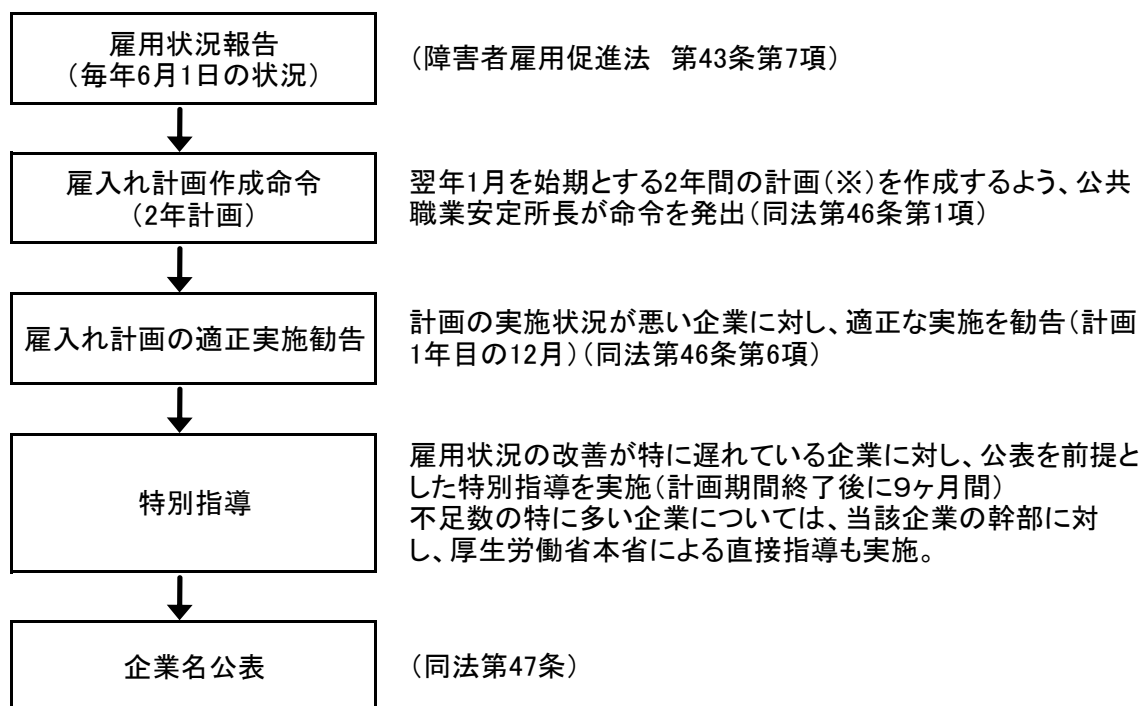 雇用状況報告
（毎年6月1日の状況）
（障害者雇用促進法　第43条第7項）
雇入れ計画作成命令
（2年計画）
翌年1月を始期とする2年間の計画（※）を作成するよう、公共
職業安定所長が命令を発出（同法第46条第1項）
雇入れ計画の適正実施勧告
計画の実施状況が悪い企業に対し、適正な実施を勧告（計画
1年目の12月）（同法第46条第6項）
特別指導
雇用状況の改善が特に遅れている企業に対し、公表を前提と
した特別指導を実施（計画期間終了後に９ヶ月間）
不足数の特に多い企業については、当該企業の幹部に対
し、厚生労働省本省による直接指導も実施。
企業名公表
（同法第47条）